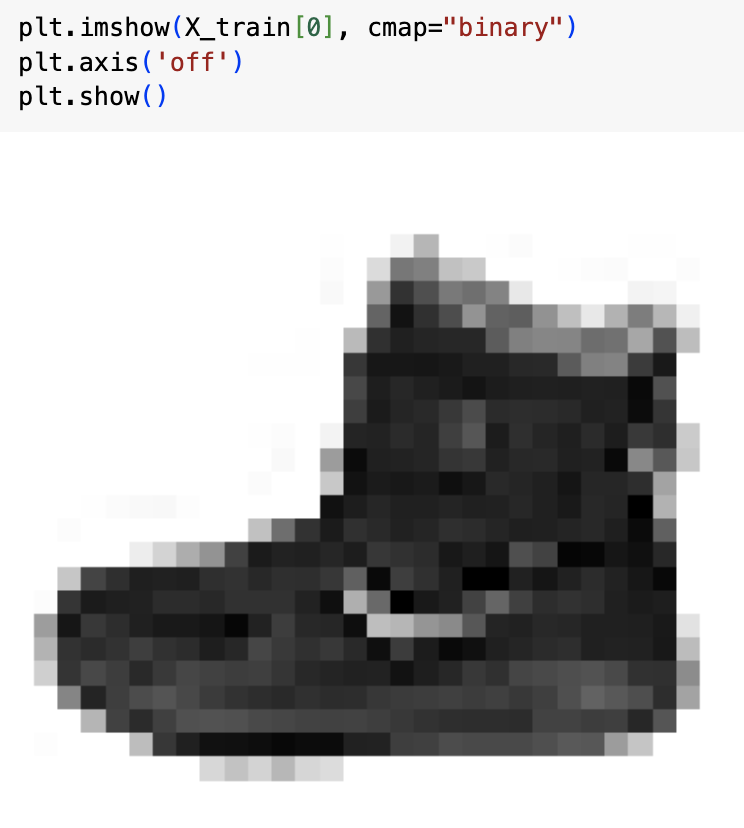 plt.imshow(X_train[0], cmap="binary")
plt.axis('off')
plt.show()